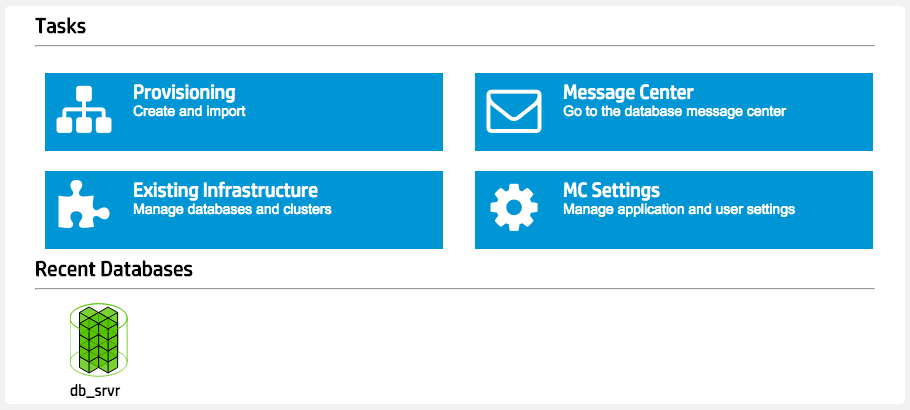 Tasks
Provisioning
Create and import
Message Center
Go to the database message center
Existing Infrastructure
Manage databases and clusters
MC Settings
Manage application and user settings
Recent Databases
db_srvr